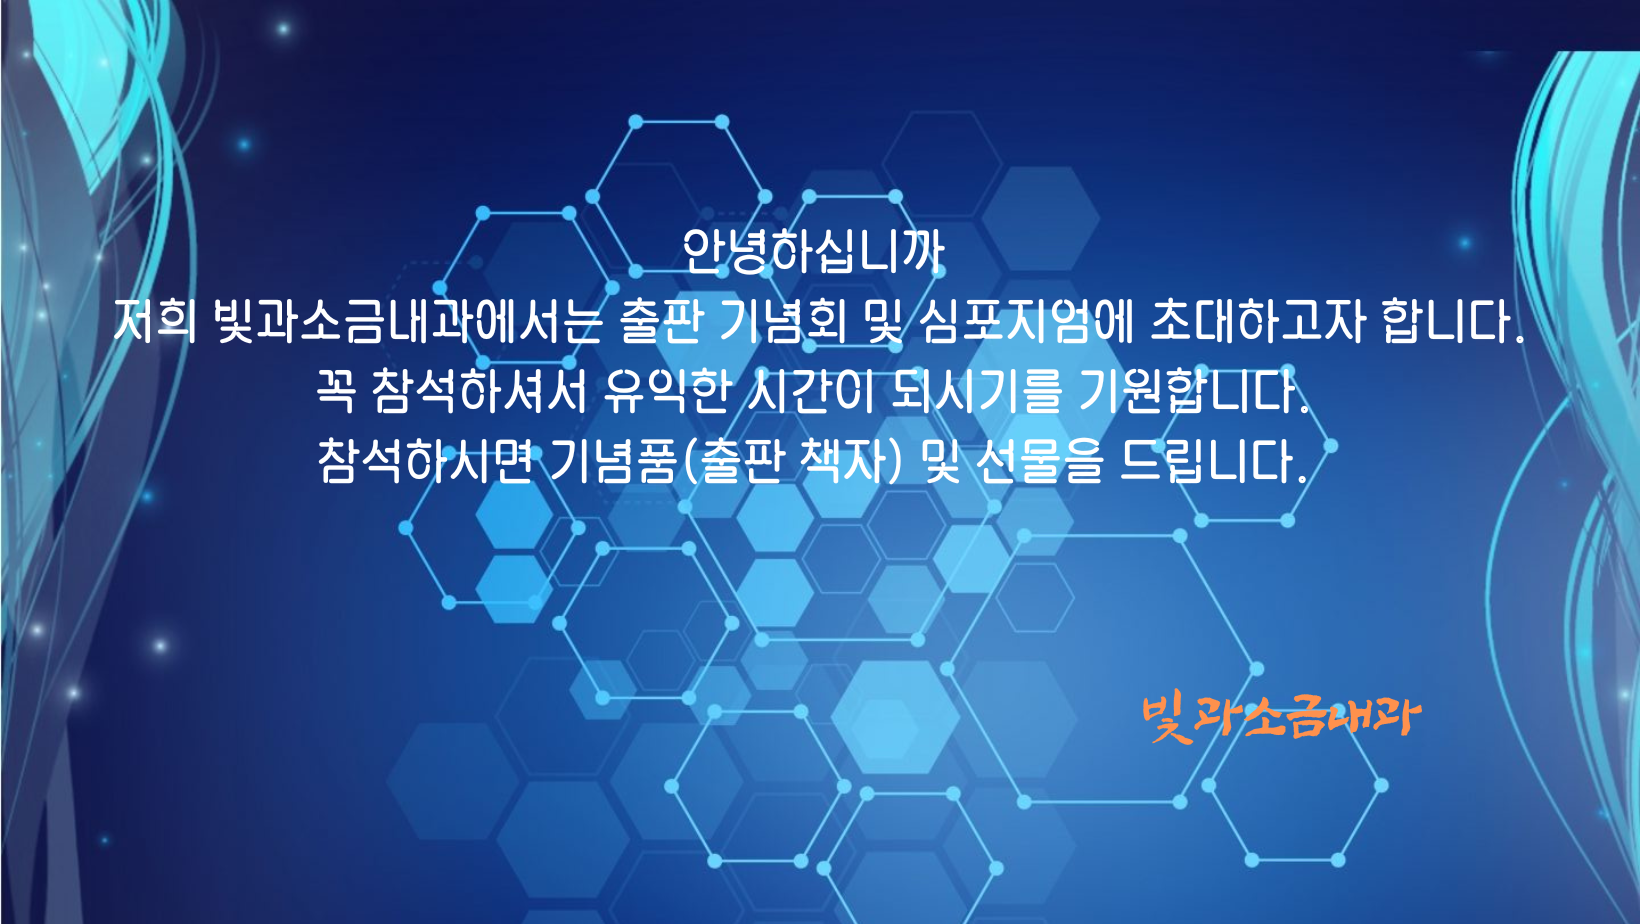 안녕하십니까
저희 빛과소금내과에서는 출판 기념회 및 심포지엄에 초대하고자 합니다.
꼭 참석하셔서 유익한 시간이 되시기를 기원합니다.
참석하시면 기념품(출판 책자) 및 선물을 드립니다.
빛과소금내과